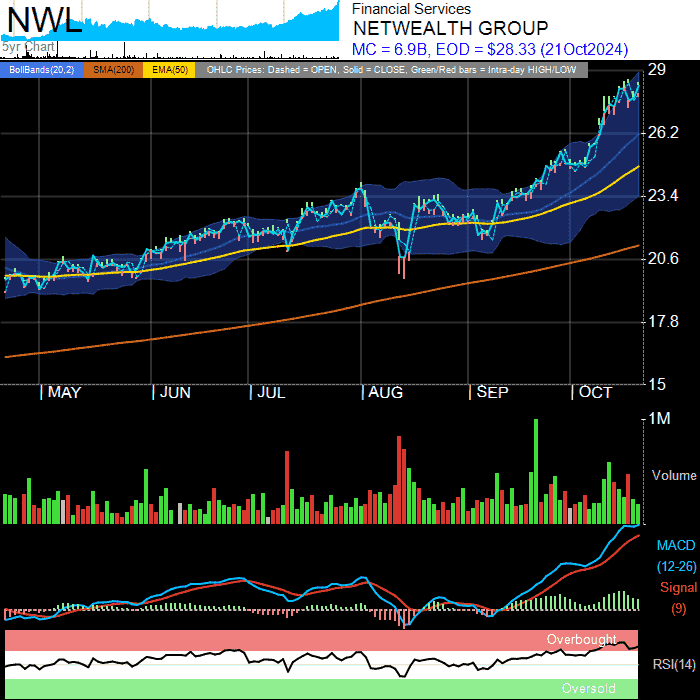 NWL
5yr Chart
Financial Services
NETWEALTH GROUP
MC = 6.9B, EOD = $28.33 (21Oct2024)
BollBands(20,2) SMA(200) EMA(50) OHLC Prices: Dashed = OPEN, Solid = CLOSE, Green/Red bars = Intra-day HIGH/LOW
29
26.2
23.4
20.6
17.8
15
MAY JUN JUL AUG SEP OCT
1M
Volume
MACD
(12-26)
Signal
(9)
Overbought
RSI(14)
Oversold